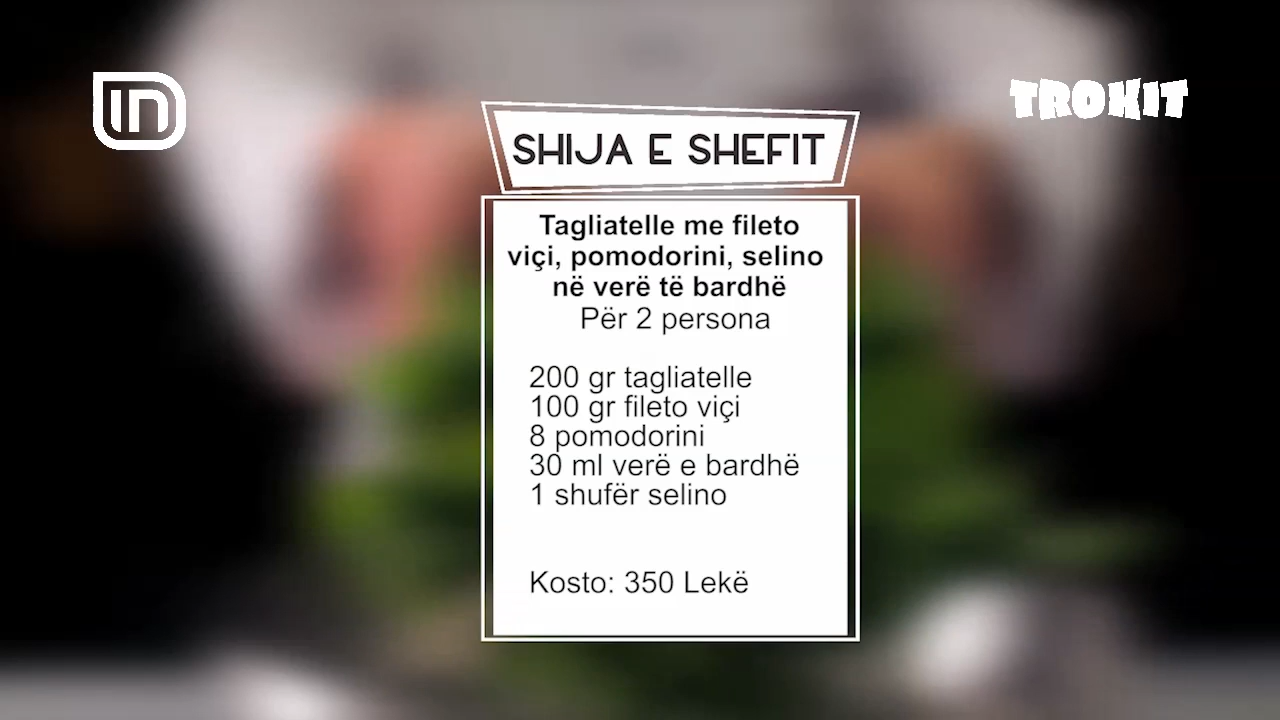 IN
TROKIT
SHIJA E SHEFIT
Tagliatelle me fileto
viçi, pomodorini, selino
në verë të bardhë
Për 2 persona
200 gr tagliatelle
100 gr fileto viçi
8 pomodorini
30 ml verë e bardhë
1 shufër selino
Kosto: 350 Lekë